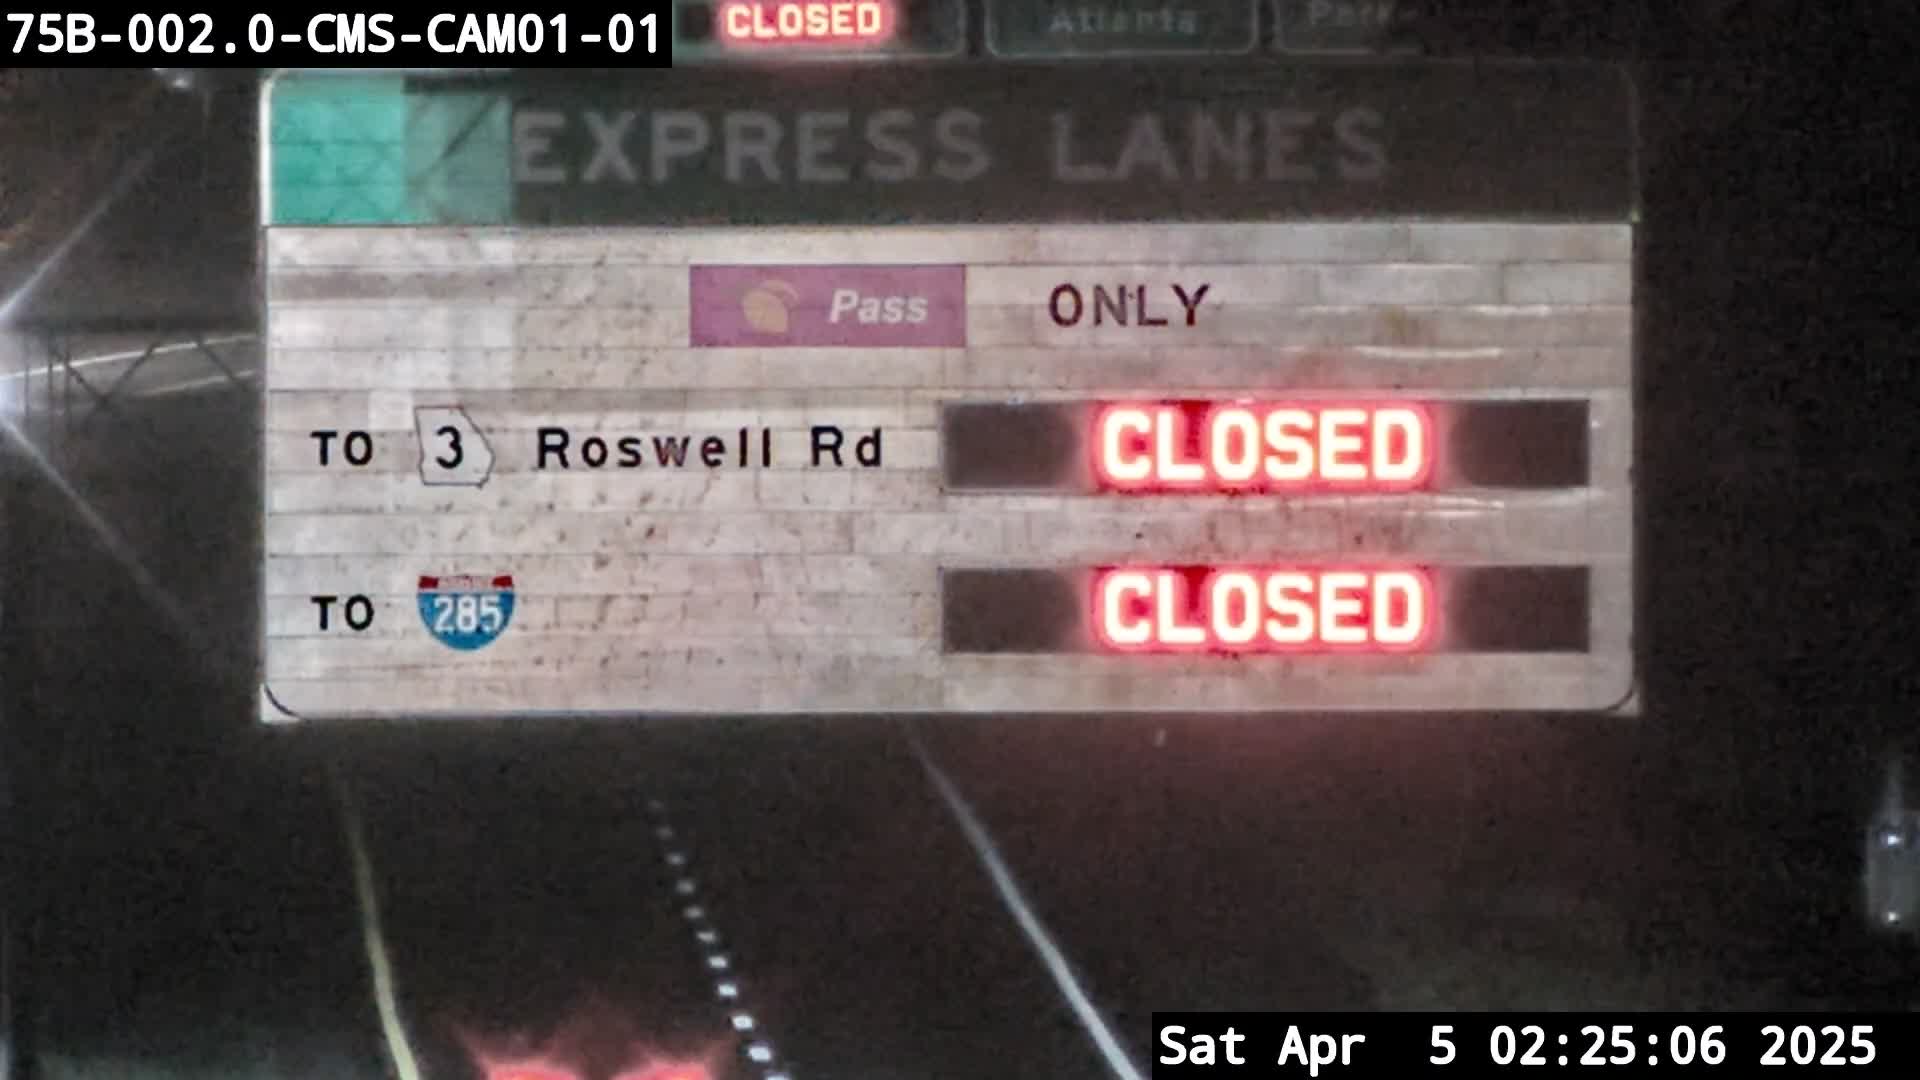 75B-002.0-CMS-CAM01-01
CLOSED
Atlanta
EXPRESS LANES
Pass ONLY
TO 3 Roswell Rd CLOSED
TO 285 CLOSED
Sat Apr 5 02:25:06 2025